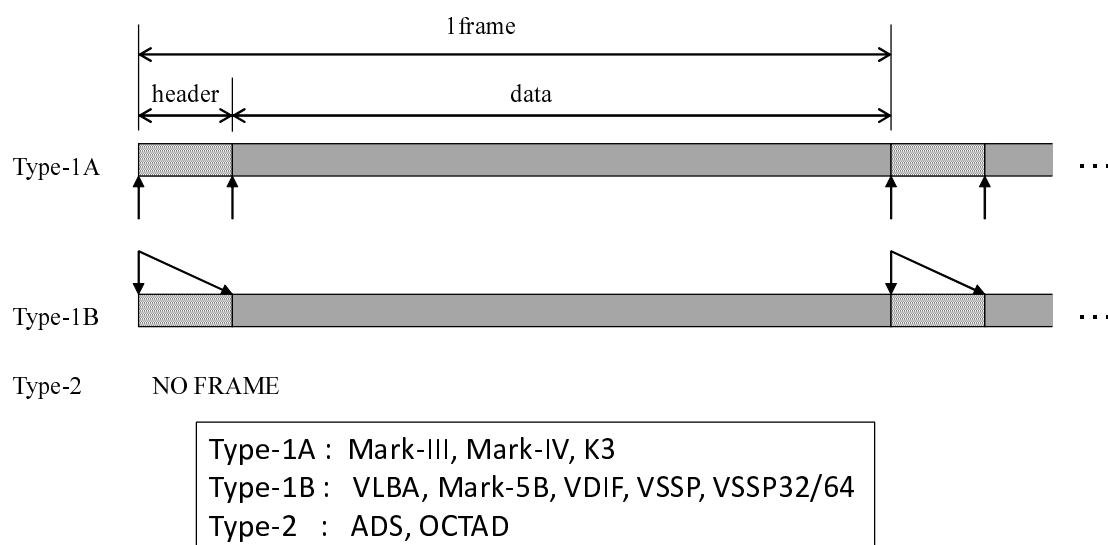 1frame
header data
Type-1A ...
Type-1B ...
Type-2 NO FRAME
Type-1A : Mark-III, Mark-IV, K3
Type-1B : VLBA, Mark-5B, VDIF, VSSP, VSSP32/64
Type-2 : ADS, OCTAD